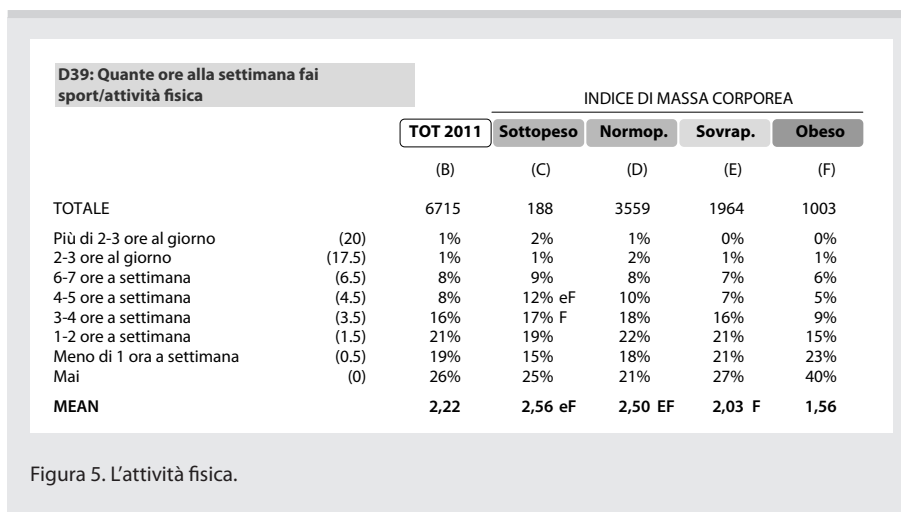 D39: Quante ore alla settimana fai
sport/attività fisica
INDICE DI MASSA CORPOREA
TOT 2011 Sottopeso Normop. Sovrap. Obeso
(B) (C) (D) (E) (F)
TOTALE 6715 188 3559 1964 1003
Più di 2-3 ore al giorno (20) 1% 2% 1% 0% 0%
2-3 ore al giorno (17.5) 1% 1% 2% 1% 1%
6-7 ore a settimana (6.5) 8% 9% 8% 7% 6%
4-5 ore a settimana (4.5) 8% 12% eF 10% 7% 5%
3-4 ore a settimana (3.5) 16% 17% F 18% 16% 9%
1-2 ore a settimana (1.5) 21% 19% 22% 21% 15%
Meno di 1 ora a settimana (0.5) 19% 15% 18% 21% 23%
Mai (0) 26% 25% 21% 27% 40%
MEAN 2,22 2,56 eF 2,50 EF 2,03 F 1,56
Figura 5. L'attività fisica.